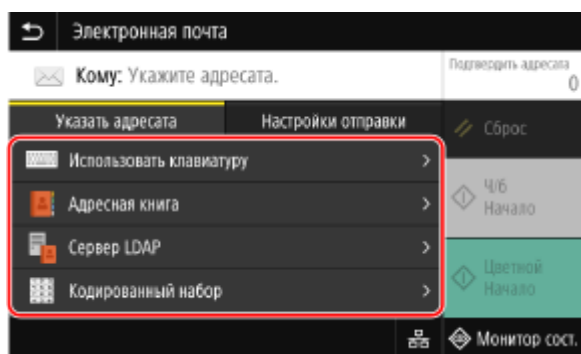 Электронная почта
Кому: Укажите адресата.
Подтвердить адресата
0
Указать адресата
Настройки отправки
Сброс
Использовать клавиатуру
Адресная книга
Ч/б
Начало
Сервер LDAP
Цветной
Начало
Кодированный набор
Монитор сост.